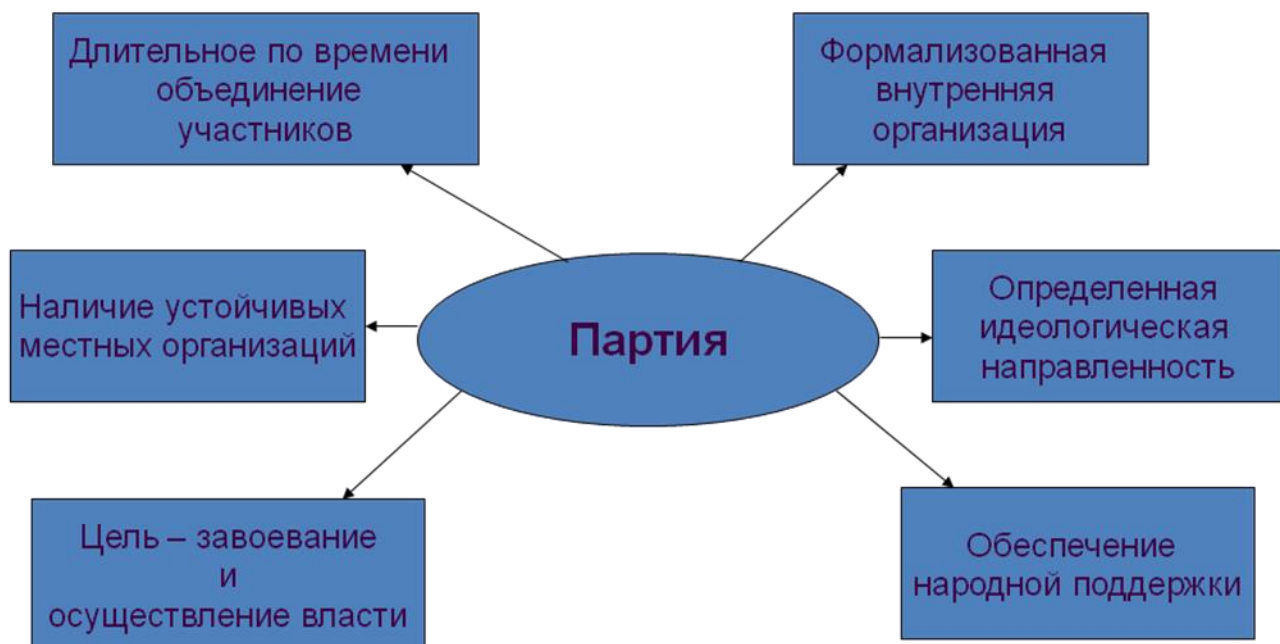 Длительное по времени
объединение
участников
Формализованная
внутренняя
организация
Наличие устойчивых
местных организаций
Партия
Определенная
идеологическая
направленность
Цель – завоевание
и
осуществление власти
Обеспечение
народной поддержки